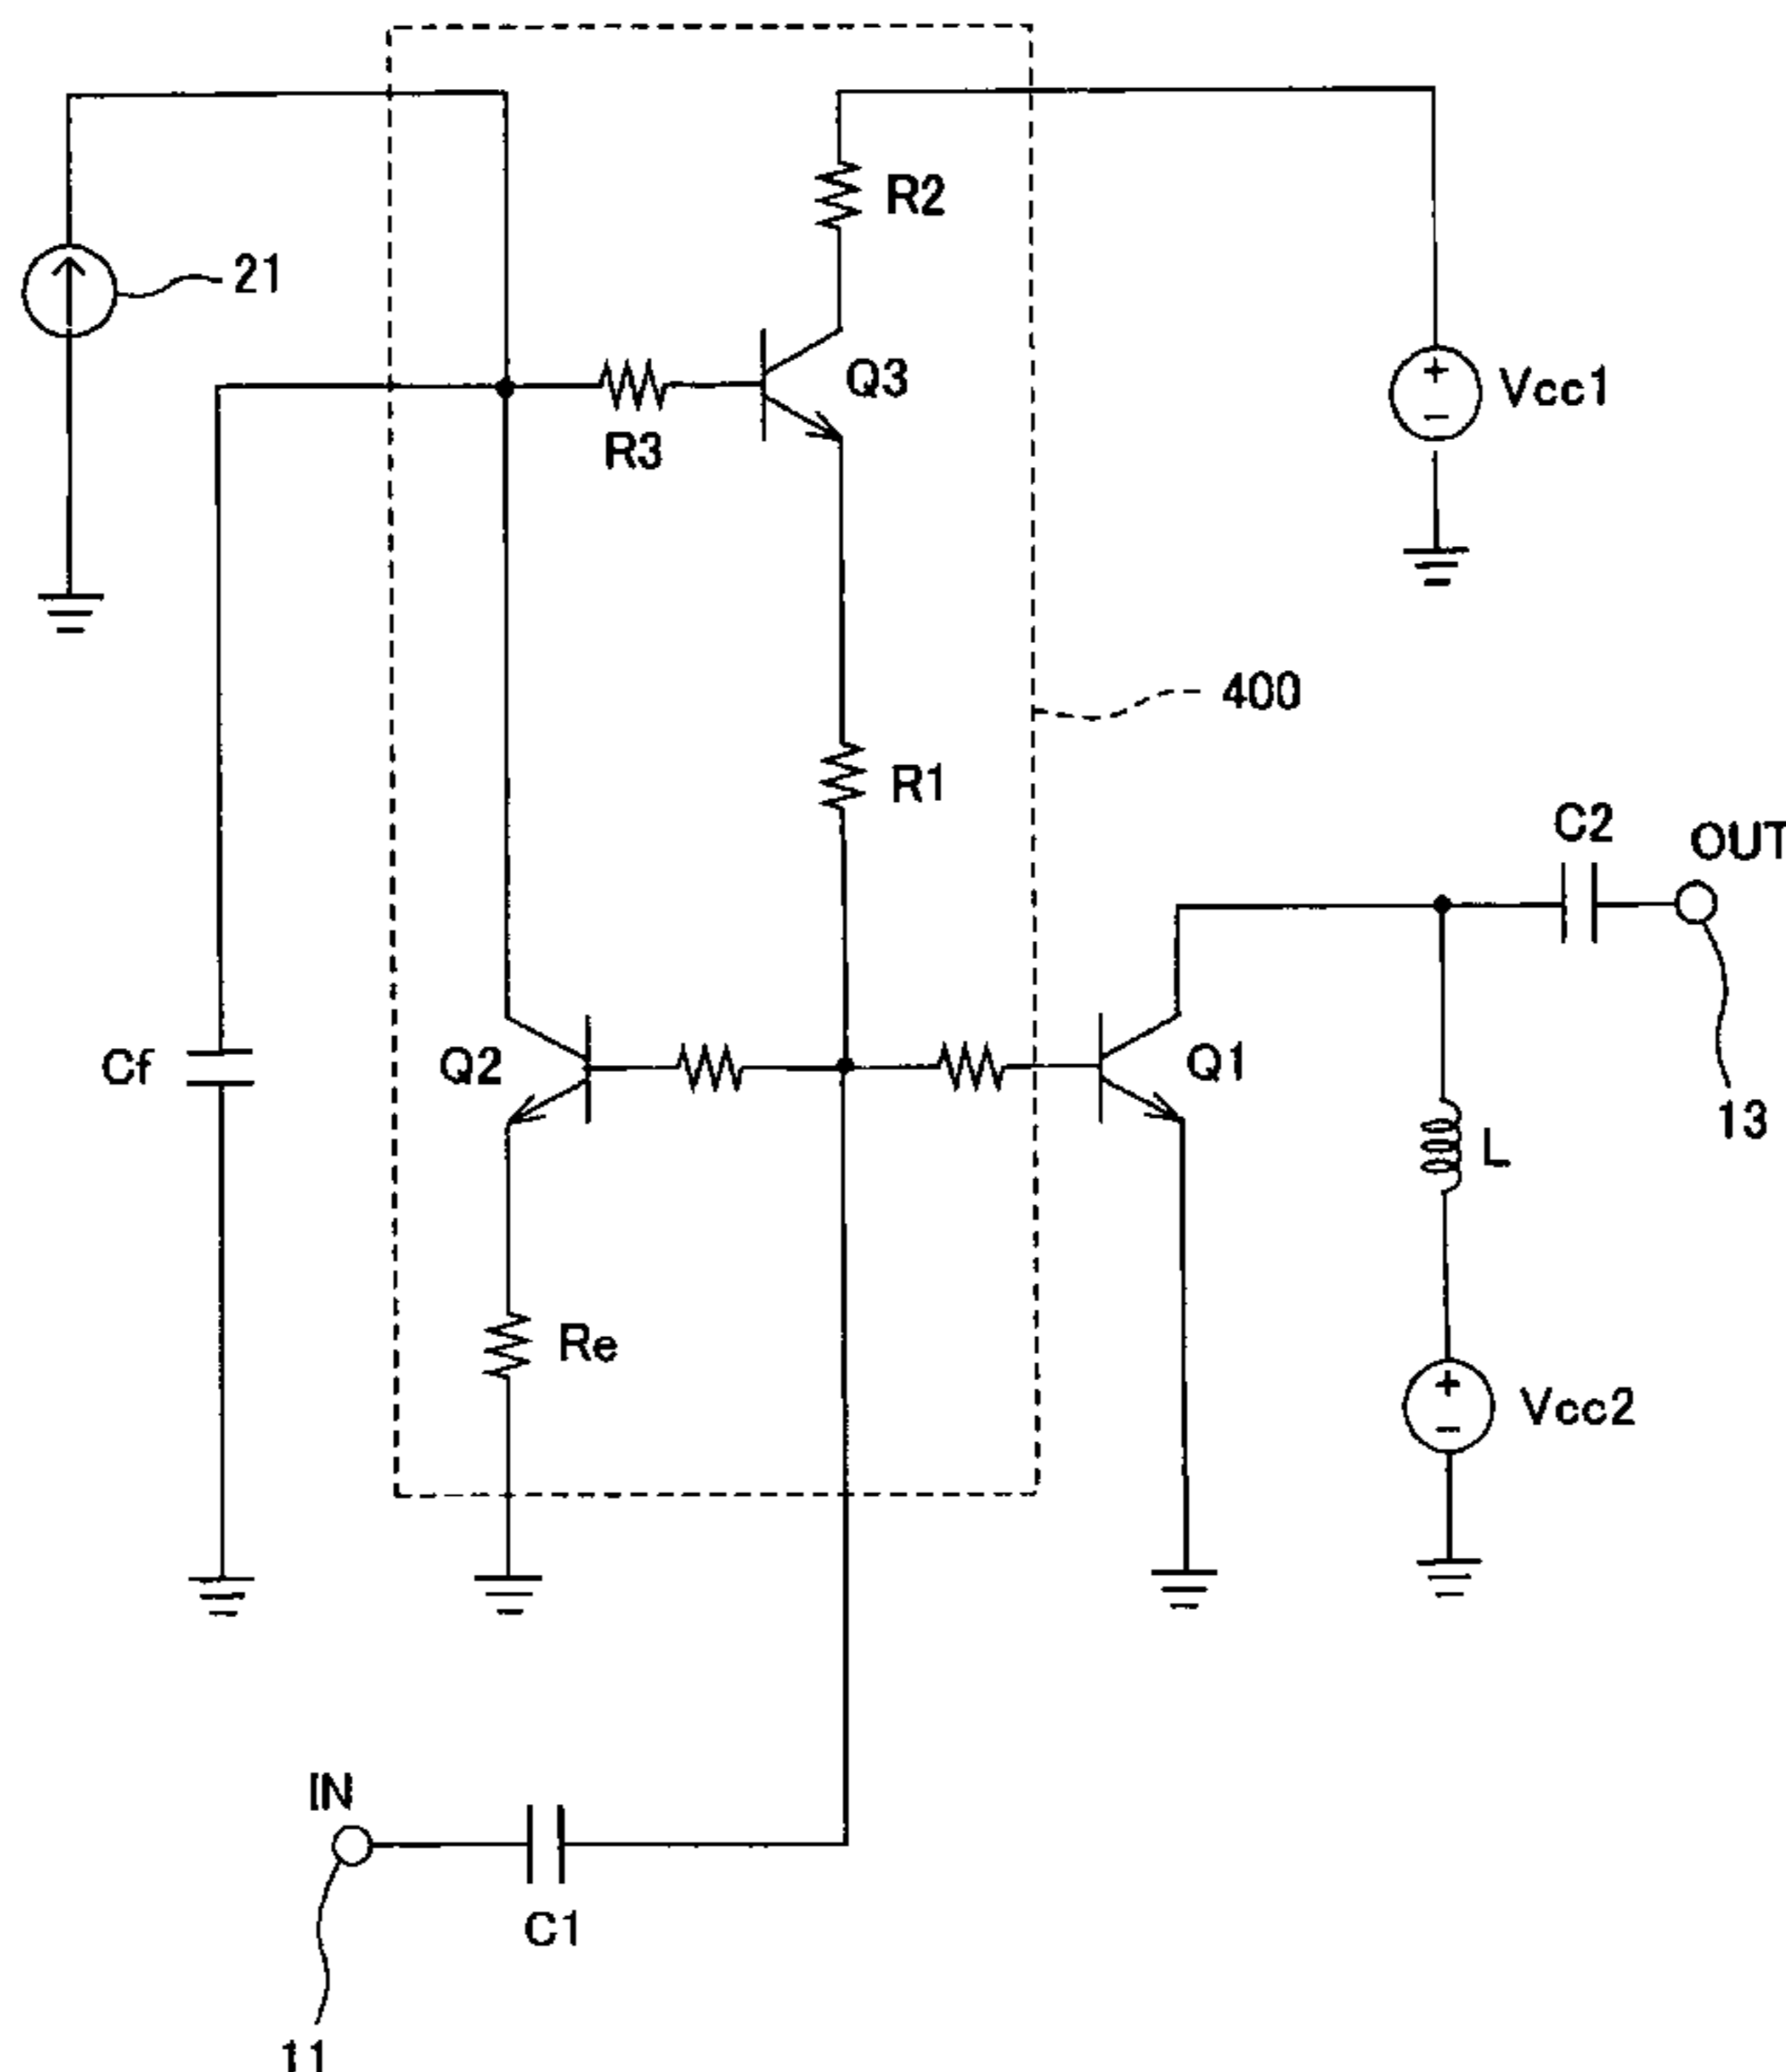 R2
21
Q3
Vcc1
R3
400
R1
C2
OUT
Cf
Q2
Q1
13
L
Re
Vcc2
IN
C1
11